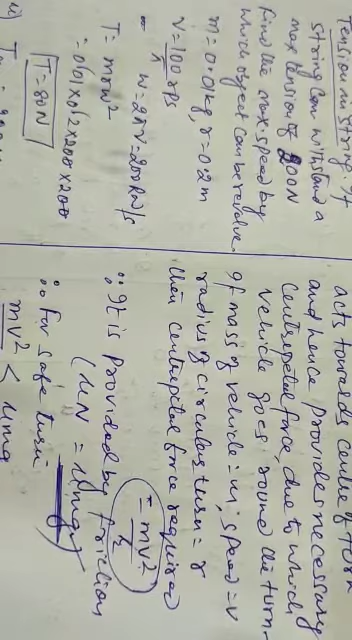 Tension in string. If
string can withstand a
max tension of 200N
find the max. speed by
which object can be revolve.
m = 0.01kg, r = 0.2 m
ν = 100 rps
ω = 2πν = 200π r/s
T = mrω²
= 0.01×0.2×200×200
T = 80N
ii)
acts towards centre of turn
and hence provides necessary
centripetal force, due to which
vehicle goes round the turn
If mass of vehicle = m, speed = v
radius of circular turn = r
then centripetal force required
= mv²/r
∵ It is provided by friction
(μN = μmg)
∴ For safe turn
mv² < μmg